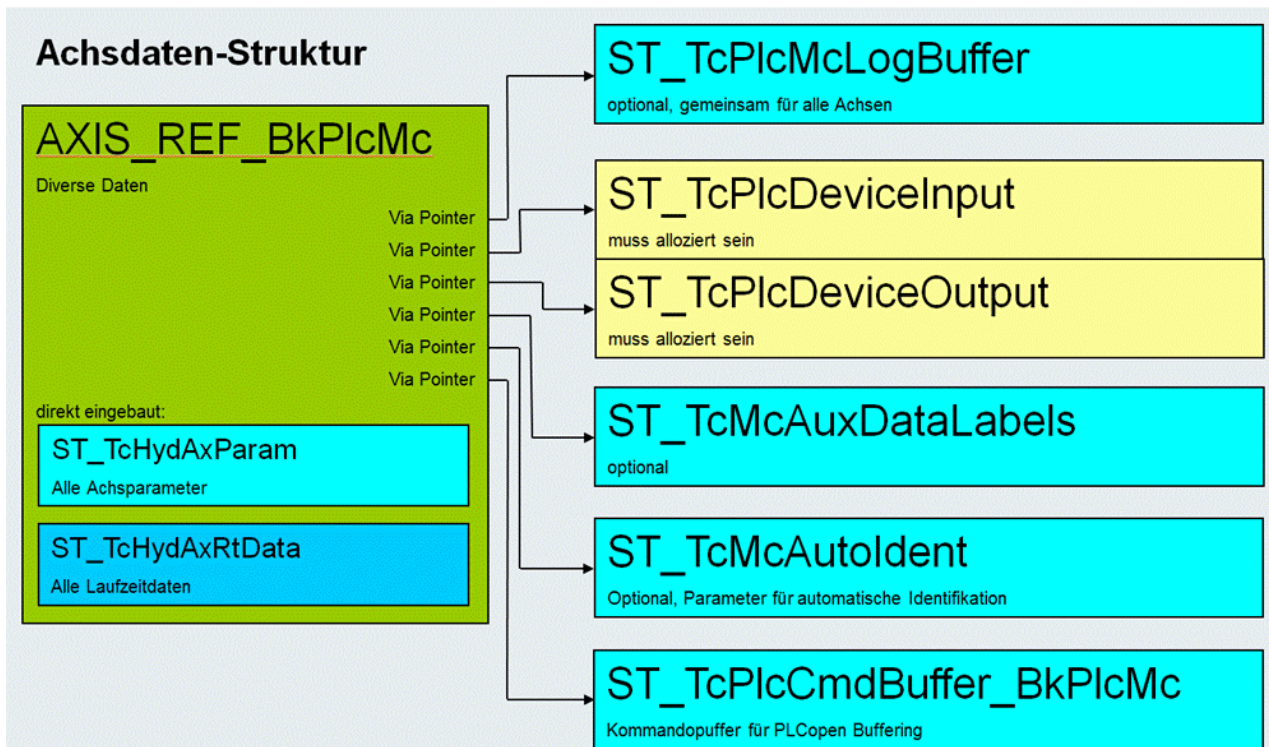 Achsdaten-Struktur
AXIS_REF_BkPlcMc
Diverse Daten
Via Pointer
Via Pointer
Via Pointer
Via Pointer
Via Pointer
Via Pointer
direkt eingebaut:
ST_TcHydAxParam
Alle Achsparameter
ST_TcHydAxRtData
Alle Laufzeitdaten
ST_TcPlcMcLogBuffer
optional, gemeinsam für alle Achsen
ST_TcPlcDeviceInput
muss alloziert sein
ST_TcPlcDeviceOutput
muss alloziert sein
ST_TcMcAuxDataLabels
optional
ST_TcMcAutoIdent
Optional, Parameter für automatische Identifikation
ST_TcPlcCmdBuffer_BkPlcMc
Kommandopuffer für PLCopen Buffering